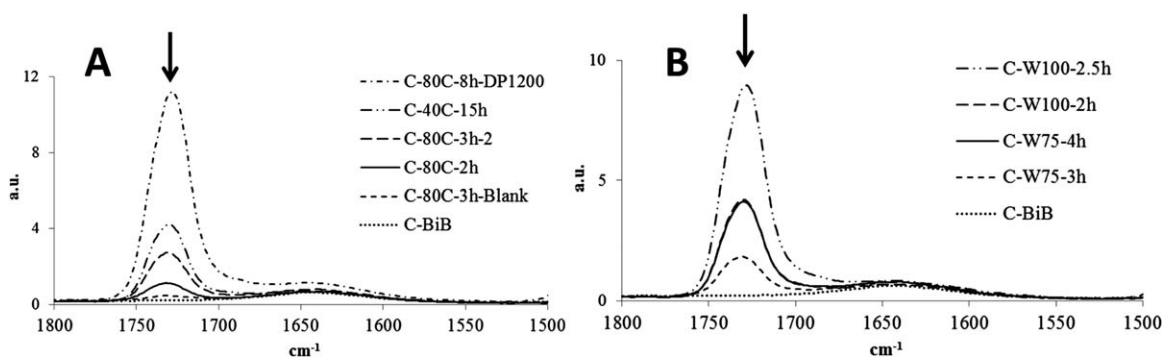 A
12
8
4
0
a.u.
1800 1750 1700 1650 1600 1550 1500
cm-1
C-80C-8h-DP1200
C-40C-15h
C-80C-3h-2
C-80C-2h
C-80C-3h-Blank
C-BiB
B
10
5
0
a.u.
1800 1750 1700 1650 1600 1550 1500
cm-1
C-W100-2.5h
C-W100-2h
C-W75-4h
C-W75-3h
C-BiB